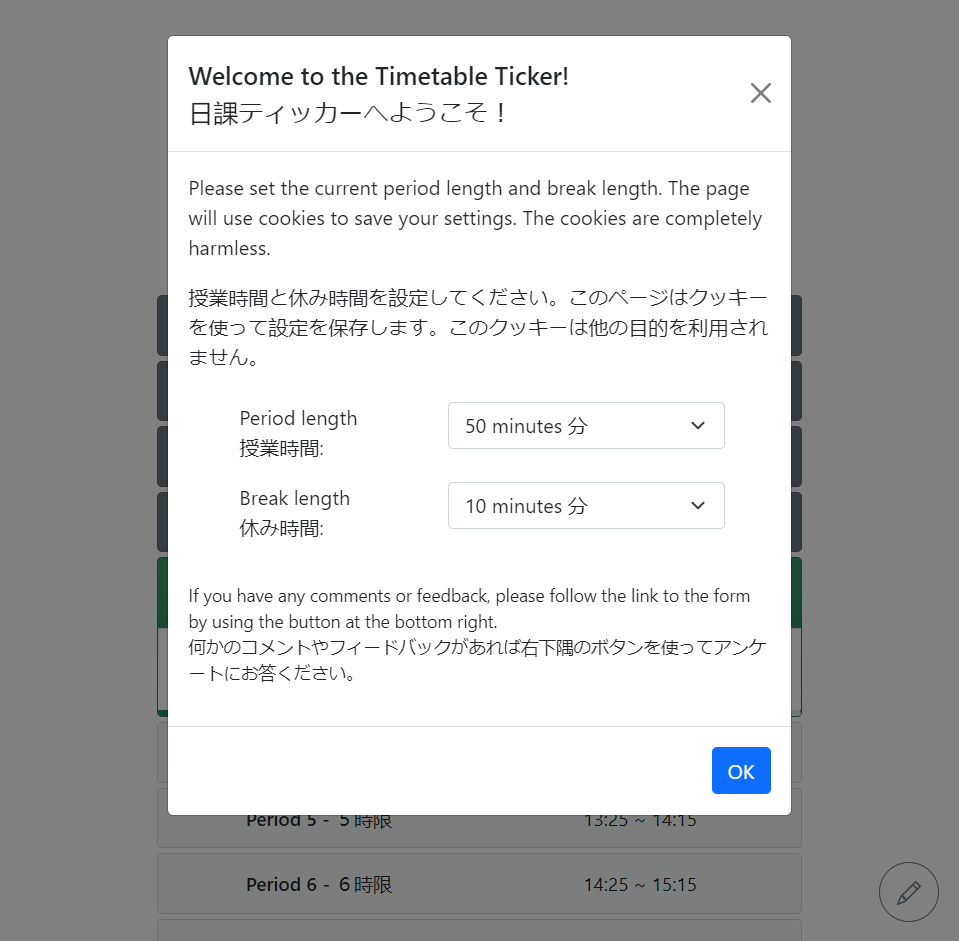 Welcome to the Timetable Ticker!
日課ティッカーへようこそ！
Please set the current period length and break length. The page
will use cookies to save your settings. The cookies are completely
harmless.
授業時間と休み時間を設定してください。このページはクッキー
を使って設定を保存します。このクッキーは他の目的を利用され
ません。
Period length
授業時間:
50 minutes 分
Break length
休み時間:
10 minutes 分
If you have any comments or feedback, please follow the link to the form
by using the button at the bottom right.
何かのコメントやフィードバックがあれば右下隅のボタンを使ってアンケ
ートにお答ください。
OK
Period 5 - ５時限 13:25 ~ 14:15
Period 6 - ６時限 14:25 ~ 15:15